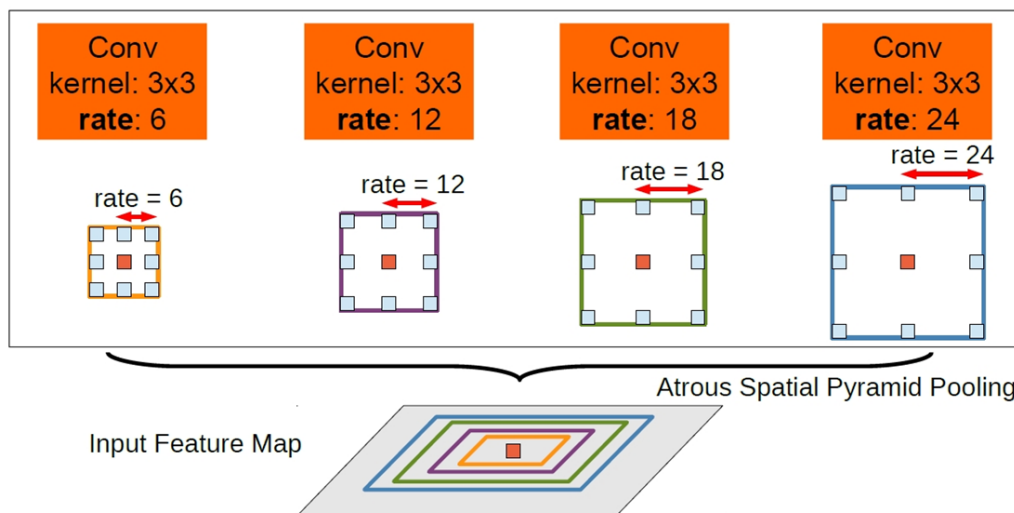 Conv
kernel: 3x3
rate: 6
Conv
kernel: 3x3
rate: 12
Conv
kernel: 3x3
rate: 18
Conv
kernel: 3x3
rate: 24
rate = 6
rate = 12
rate = 18
rate = 24
Atrous Spatial Pyramid Pooling
Input Feature Map